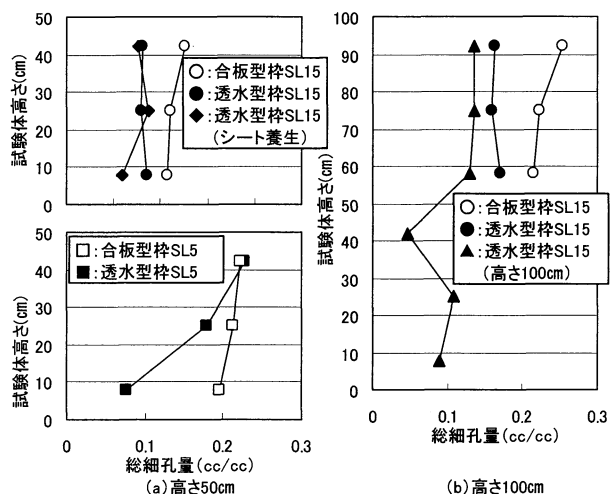 50
40
30
20
10
0
試験体高さ(cm)
○:合板型枠SL15
●:透水型枠SL15
◆:透水型枠SL15
(シート養生)
50
40
30
20
10
0
試験体高さ(cm)
□:合板型枠SL5
■:透水型枠SL5
0 0.1 0.2 0.3
総細孔量(cc/cc)
(a)高さ50cm
100
90
80
70
60
50
40
30
20
10
0
試験体高さ(cm)
○:合板型枠SL15
●:透水型枠SL15
▲:透水型枠SL15
(高さ100cm)
0 0.1 0.2 0.3
総細孔量(cc/cc)
(b)高さ100cm